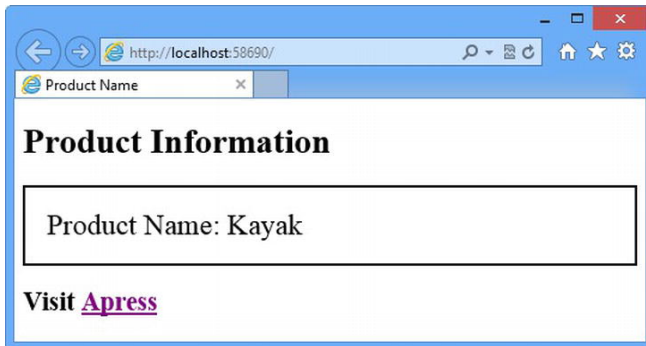 http://localhost:58690/
Product Name
Product Information
Product Name: Kayak
Visit Apress